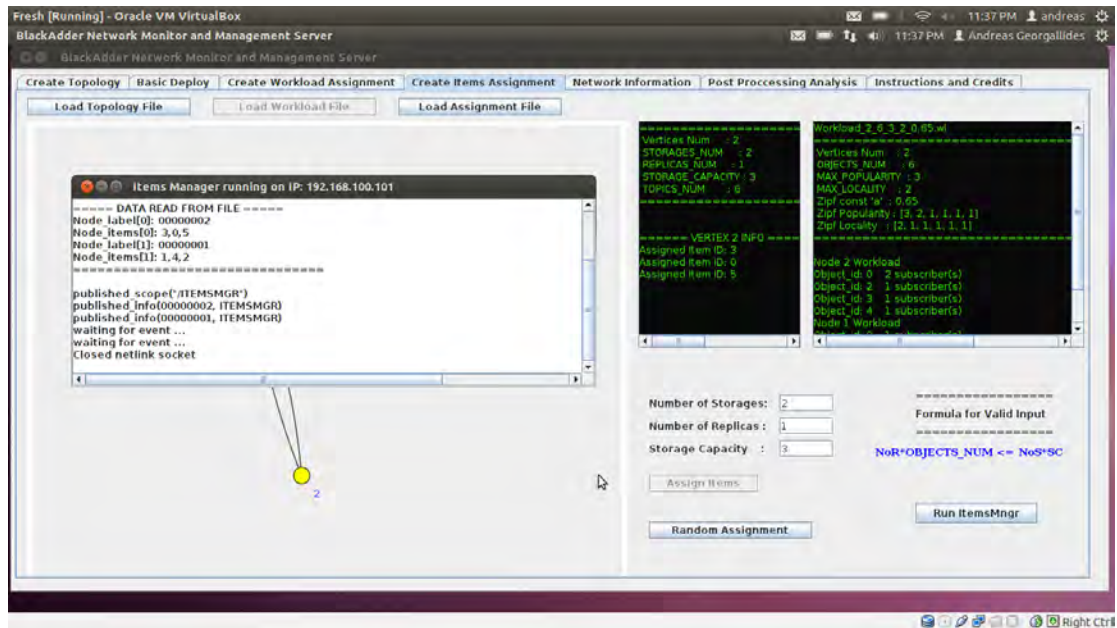 Fresh [Running] - Oracle VM VirtualBox
11:37 PM andreas
BlackAdder Network Monitor and Management Server
11:37 PM Andreas Georgallides
BlackAdder Network Monitor and Management Server
Create Topology Basic Deploy Create Workload Assignment Create Items Assignment Network Information Post Proccessing Analysis Instructions and Credits
Load Topology File Load Workload File Load Assignment File
Items Manager running on IP: 192.168.100.101
===== DATA READ FROM FILE =====
Node_label[0]: 00000002
Node_items[0]: 3,0,5
Node_label[1]: 00000001
Node_items[1]: 1,4,2
===============================
published_scope("/ITEMSMGR")
published_info(00000002, ITEMSMGR)
published_info(00000001, ITEMSMGR)
waiting for event ...
waiting for event ...
Closed netlink socket
2
Vertices Num : 2
STORAGES_NUM : 2
REPLICAS_NUM : 1
STORAGE_CAPACITY : 3
TOPICS_NUM : 6
===== VERTEX 2 INFO =====
Assigned Item ID: 3
Assigned Item ID: 0
Assigned Item ID: 5
Workload_2_6_3_2_0.65.wl
Vertices Num : 2
OBJECTS_NUM : 6
MAX_POPULARITY : 3
MAX_LOCALITY : 2
Zipf const 'a' : 0.65
Zipf Popularity : [3, 2, 1, 1, 1, 1]
Zipf Locality : [2, 1, 1, 1, 1, 1]
Node 2 Workload
Object_id: 0 2 subscriber(s)
Object_id: 2 1 subscriber(s)
Object_id: 3 1 subscriber(s)
Object_id: 4 1 subscriber(s)
Node 1 Workload
Number of Storages: 2
Number of Replicas : 1
Storage Capacity : 3
Assign Items
Random Assignment
==================
Formula for Valid Input
==================
NoR*OBJECTS_NUM <= NoS*SC
Run ItemsMngr
Right Ctrl